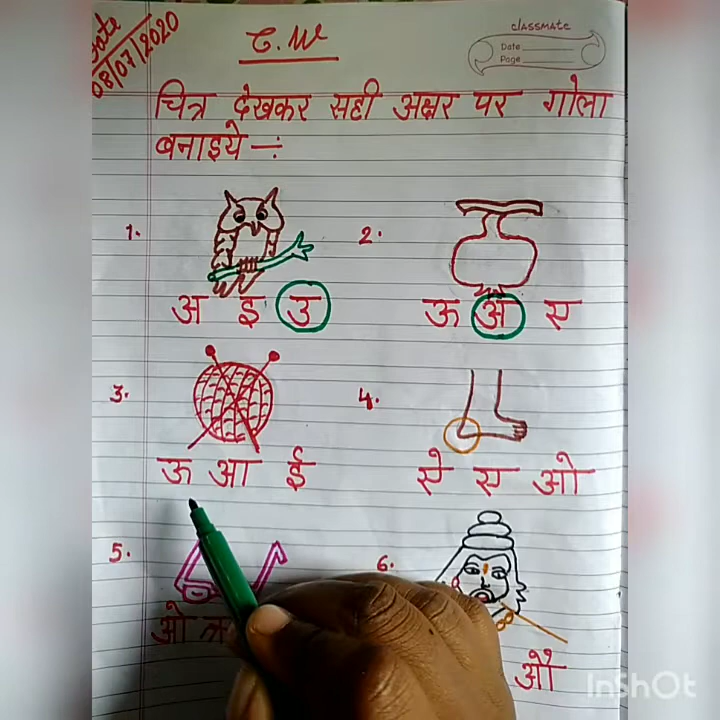 Date
08/07/2020
C.W
classmate
Date
Page
चित्र देखकर सही अक्षर पर गोला
बनाइये —:
1.
अ इ उ
2.
ऊ अ स
3.
ऊ आ ई
4.
से स ओ
5.
ओ
6.
औ
InShOt